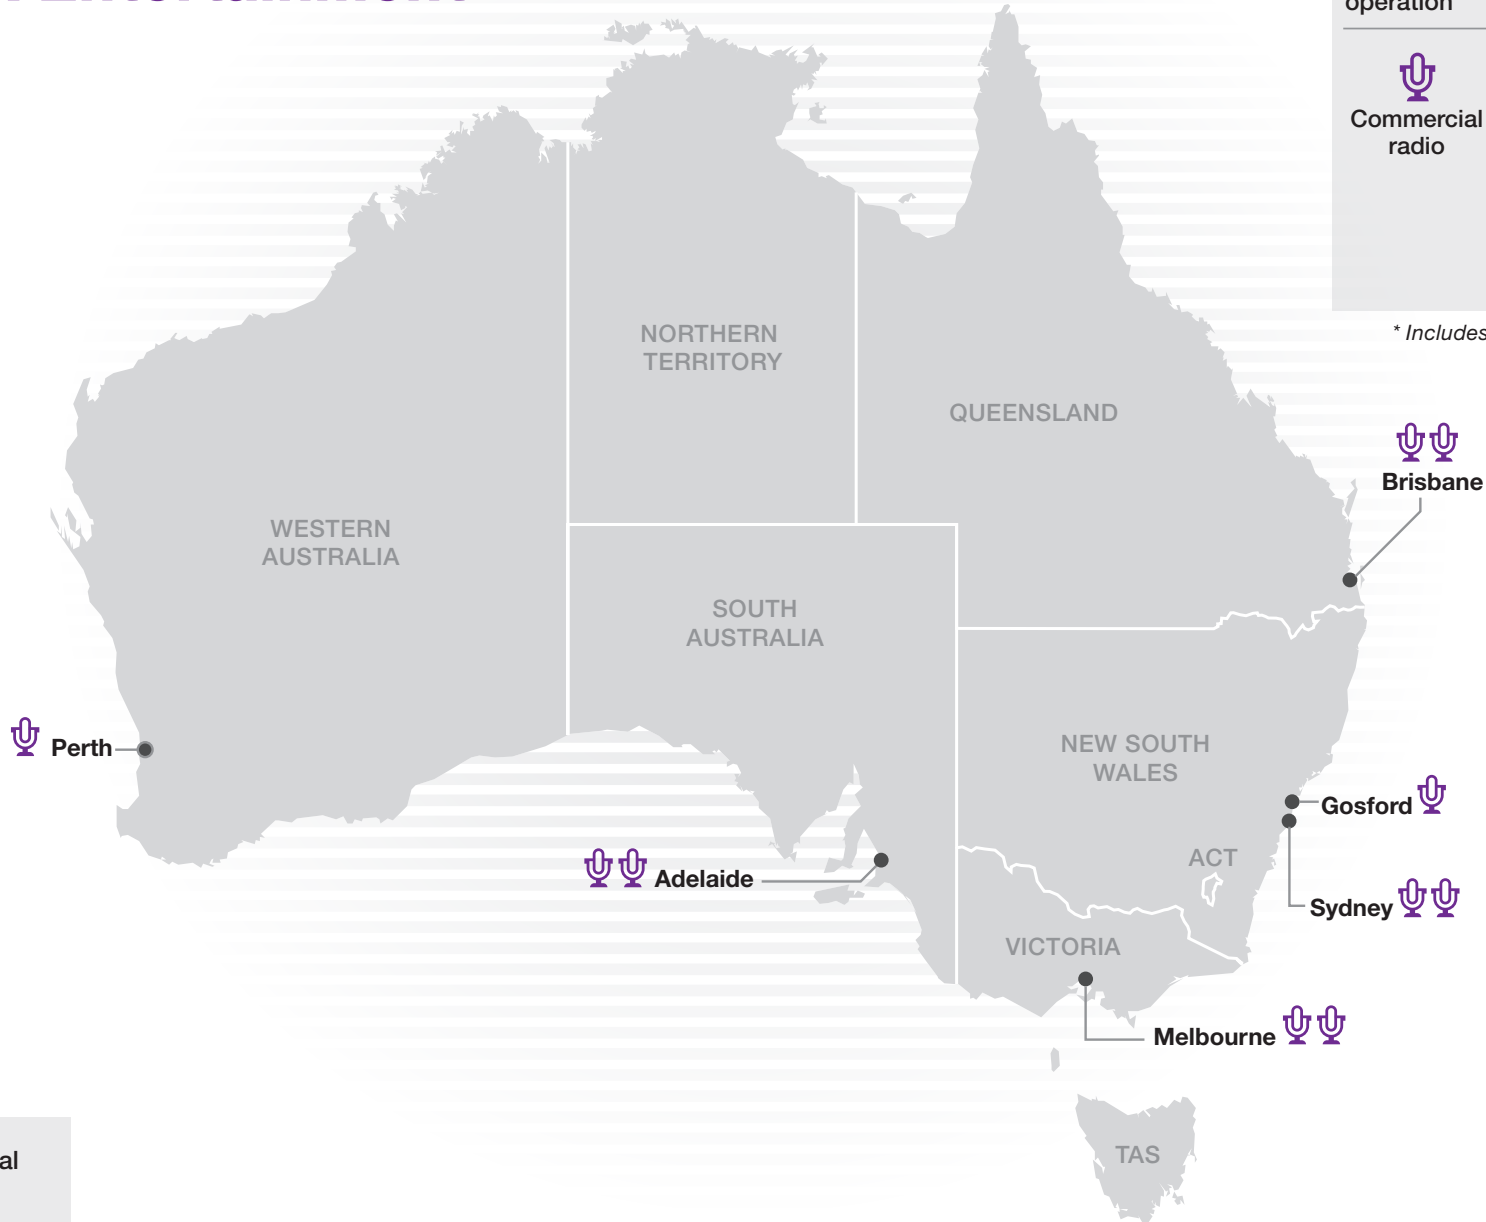 operation
Commercial
radio
* Includes
NORTHERN
TERRITORY
QUEENSLAND
Brisbane
WESTERN
AUSTRALIA
SOUTH
AUSTRALIA
Perth
NEW SOUTH
WALES
Gosford
ACT
Adelaide
Sydney
VICTORIA
Melbourne
TAS
al